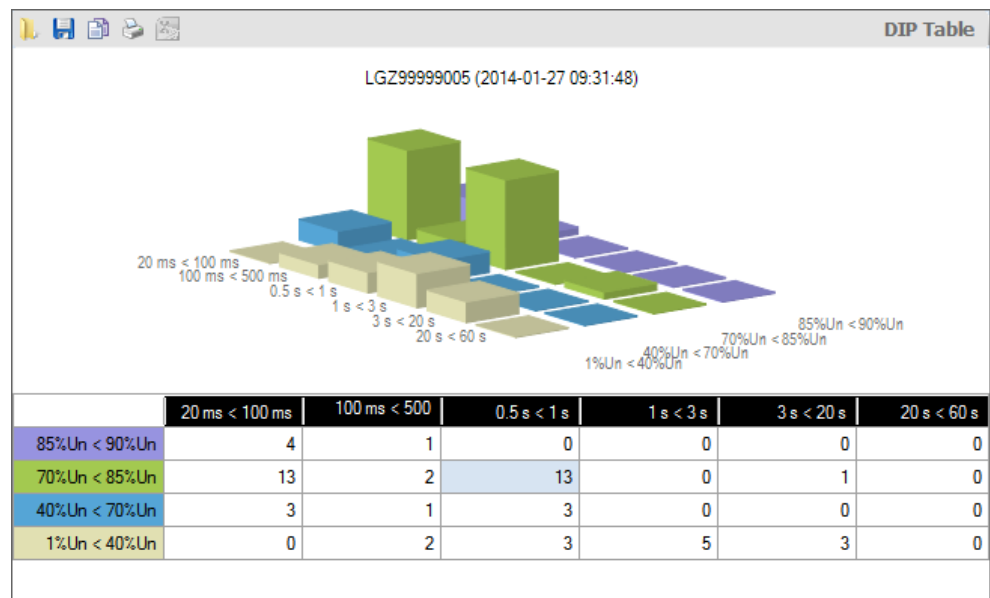 DIP Table
LGZ99999005 (2014-01-27 09:31:48)
20 ms < 100 ms
100 ms < 500 ms
0.5 s < 1 s
1 s < 3 s
3 s < 20 s
20 s < 60 s
85%Un < 90%Un
70%Un < 85%Un
40%Un < 70%Un
1%Un < 40%Un
20 ms < 100 ms 100 ms < 500 0.5 s < 1 s 1 s < 3 s 3 s < 20 s 20 s < 60 s
85%Un < 90%Un 4 1 0 0 0 0
70%Un < 85%Un 13 2 13 0 1 0
40%Un < 70%Un 3 1 3 0 0 0
1%Un < 40%Un 0 2 3 5 3 0